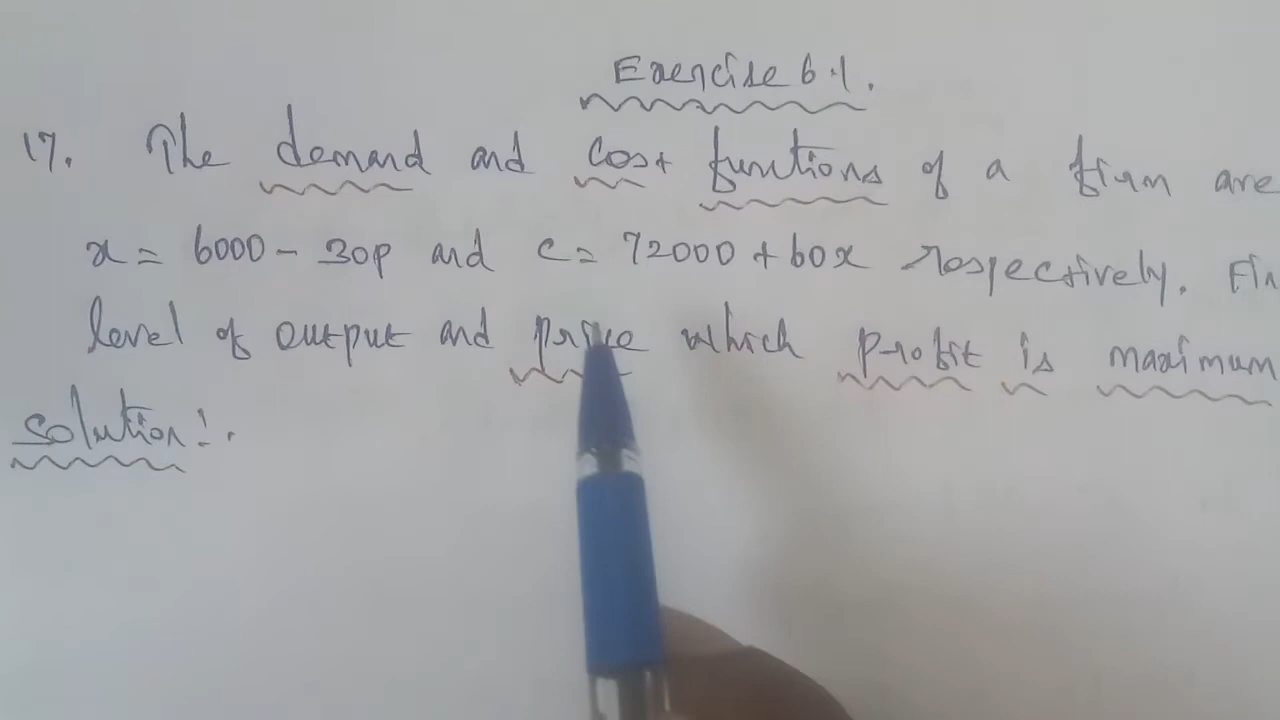 Exercise 6.1.
17. The demand and cost functions of a firm are
x = 6000 - 30p and c = 72000 + 60x respectively. Fin
level of output and price which profit is maximum
solution:.